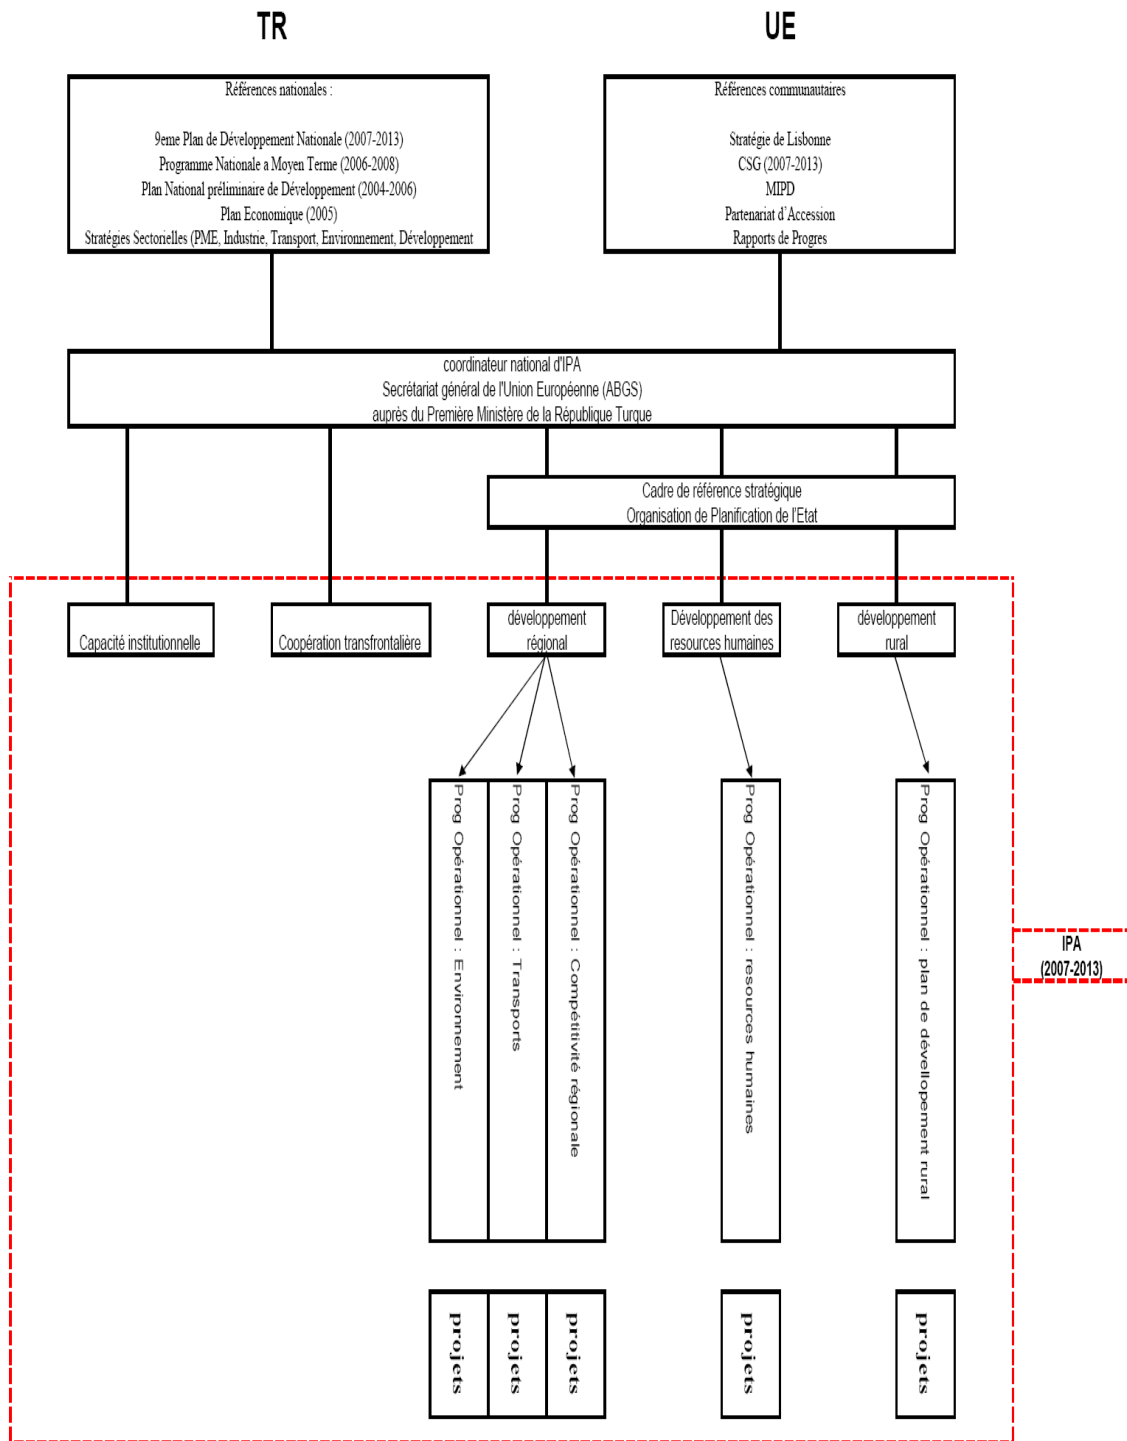 TR
UE
Références nationales :
9eme Plan de Développement Nationale (2007-2013)
Programme Nationale a Moyen Terme (2006-2008)
Plan National préliminaire de Développement (2004-2006)
Plan Economique (2005)
Stratégies Sectorielles (PME, Industrie, Transport, Environnement, Développement
Références communautaires
Stratégie de Lisbonne
CSG (2007-2013)
MIPD
Partenariat d'Accession
Rapports de Progres
coordinateur national d'IPA
Secrétariat général de l'Union Européenne (ABGS)
auprès du Première Ministère de la République Turque
Cadre de référence stratégique
Organisation de Planification de l'Etat
Capacité institutionnelle
Coopération transfrontalière
développement
régional
Développement des
resources humaines
développement
rural
Prog Opérationnel : Environnement
Prog Opérationnel : Transports
Prog Opérationnel : Compétitivité régionale
Prog Opérationnel : resources humaines
Prog Opérationnel : plan de dévellopement rural
IPA
(2007-2013)
projets
projets
projets
projets
projets